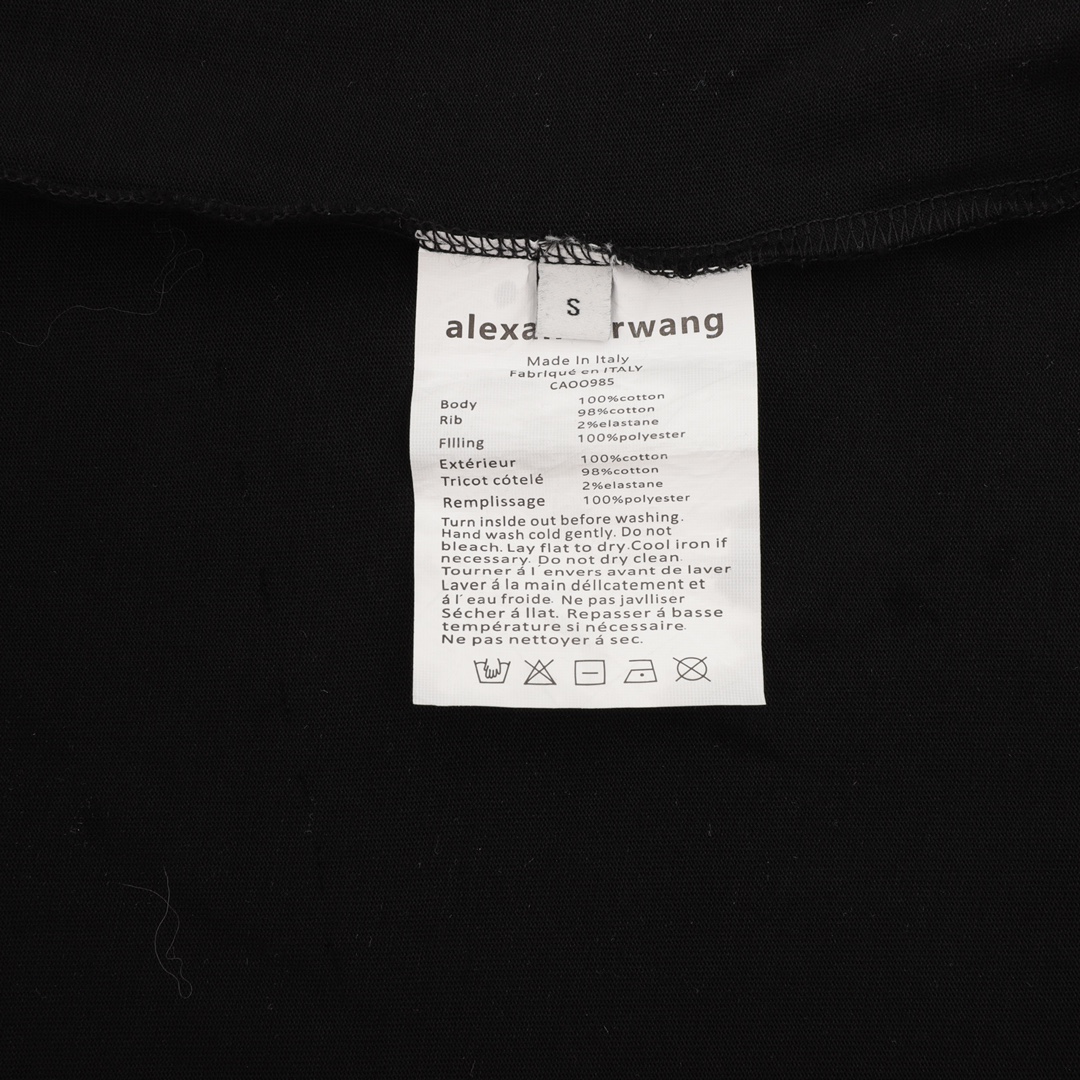 S
alexa rwang
Made In Italy
Fabriqué en ITALY
CAOO985
Body 100%cotton
Rib 98%cotton
2%elastane
FIlling 100%polyester
Extérieur 100%cotton
Tricot cótelé 98%cotton
2%elastane
Remplissage 100%polyester
Turn inslde out before washing.
Hand wash cold gently. Do not
bleach. Lay flat to dry.Cool iron if
necessary. Do not dry clean.
Tourner á l´envers avant de laver
Laver á la main déllcatement et
á l´eau froide. Ne pas javlliser
Sécher á llat. Repasser á basse
température si nécessaire.
Ne pas nettoyer á sec.